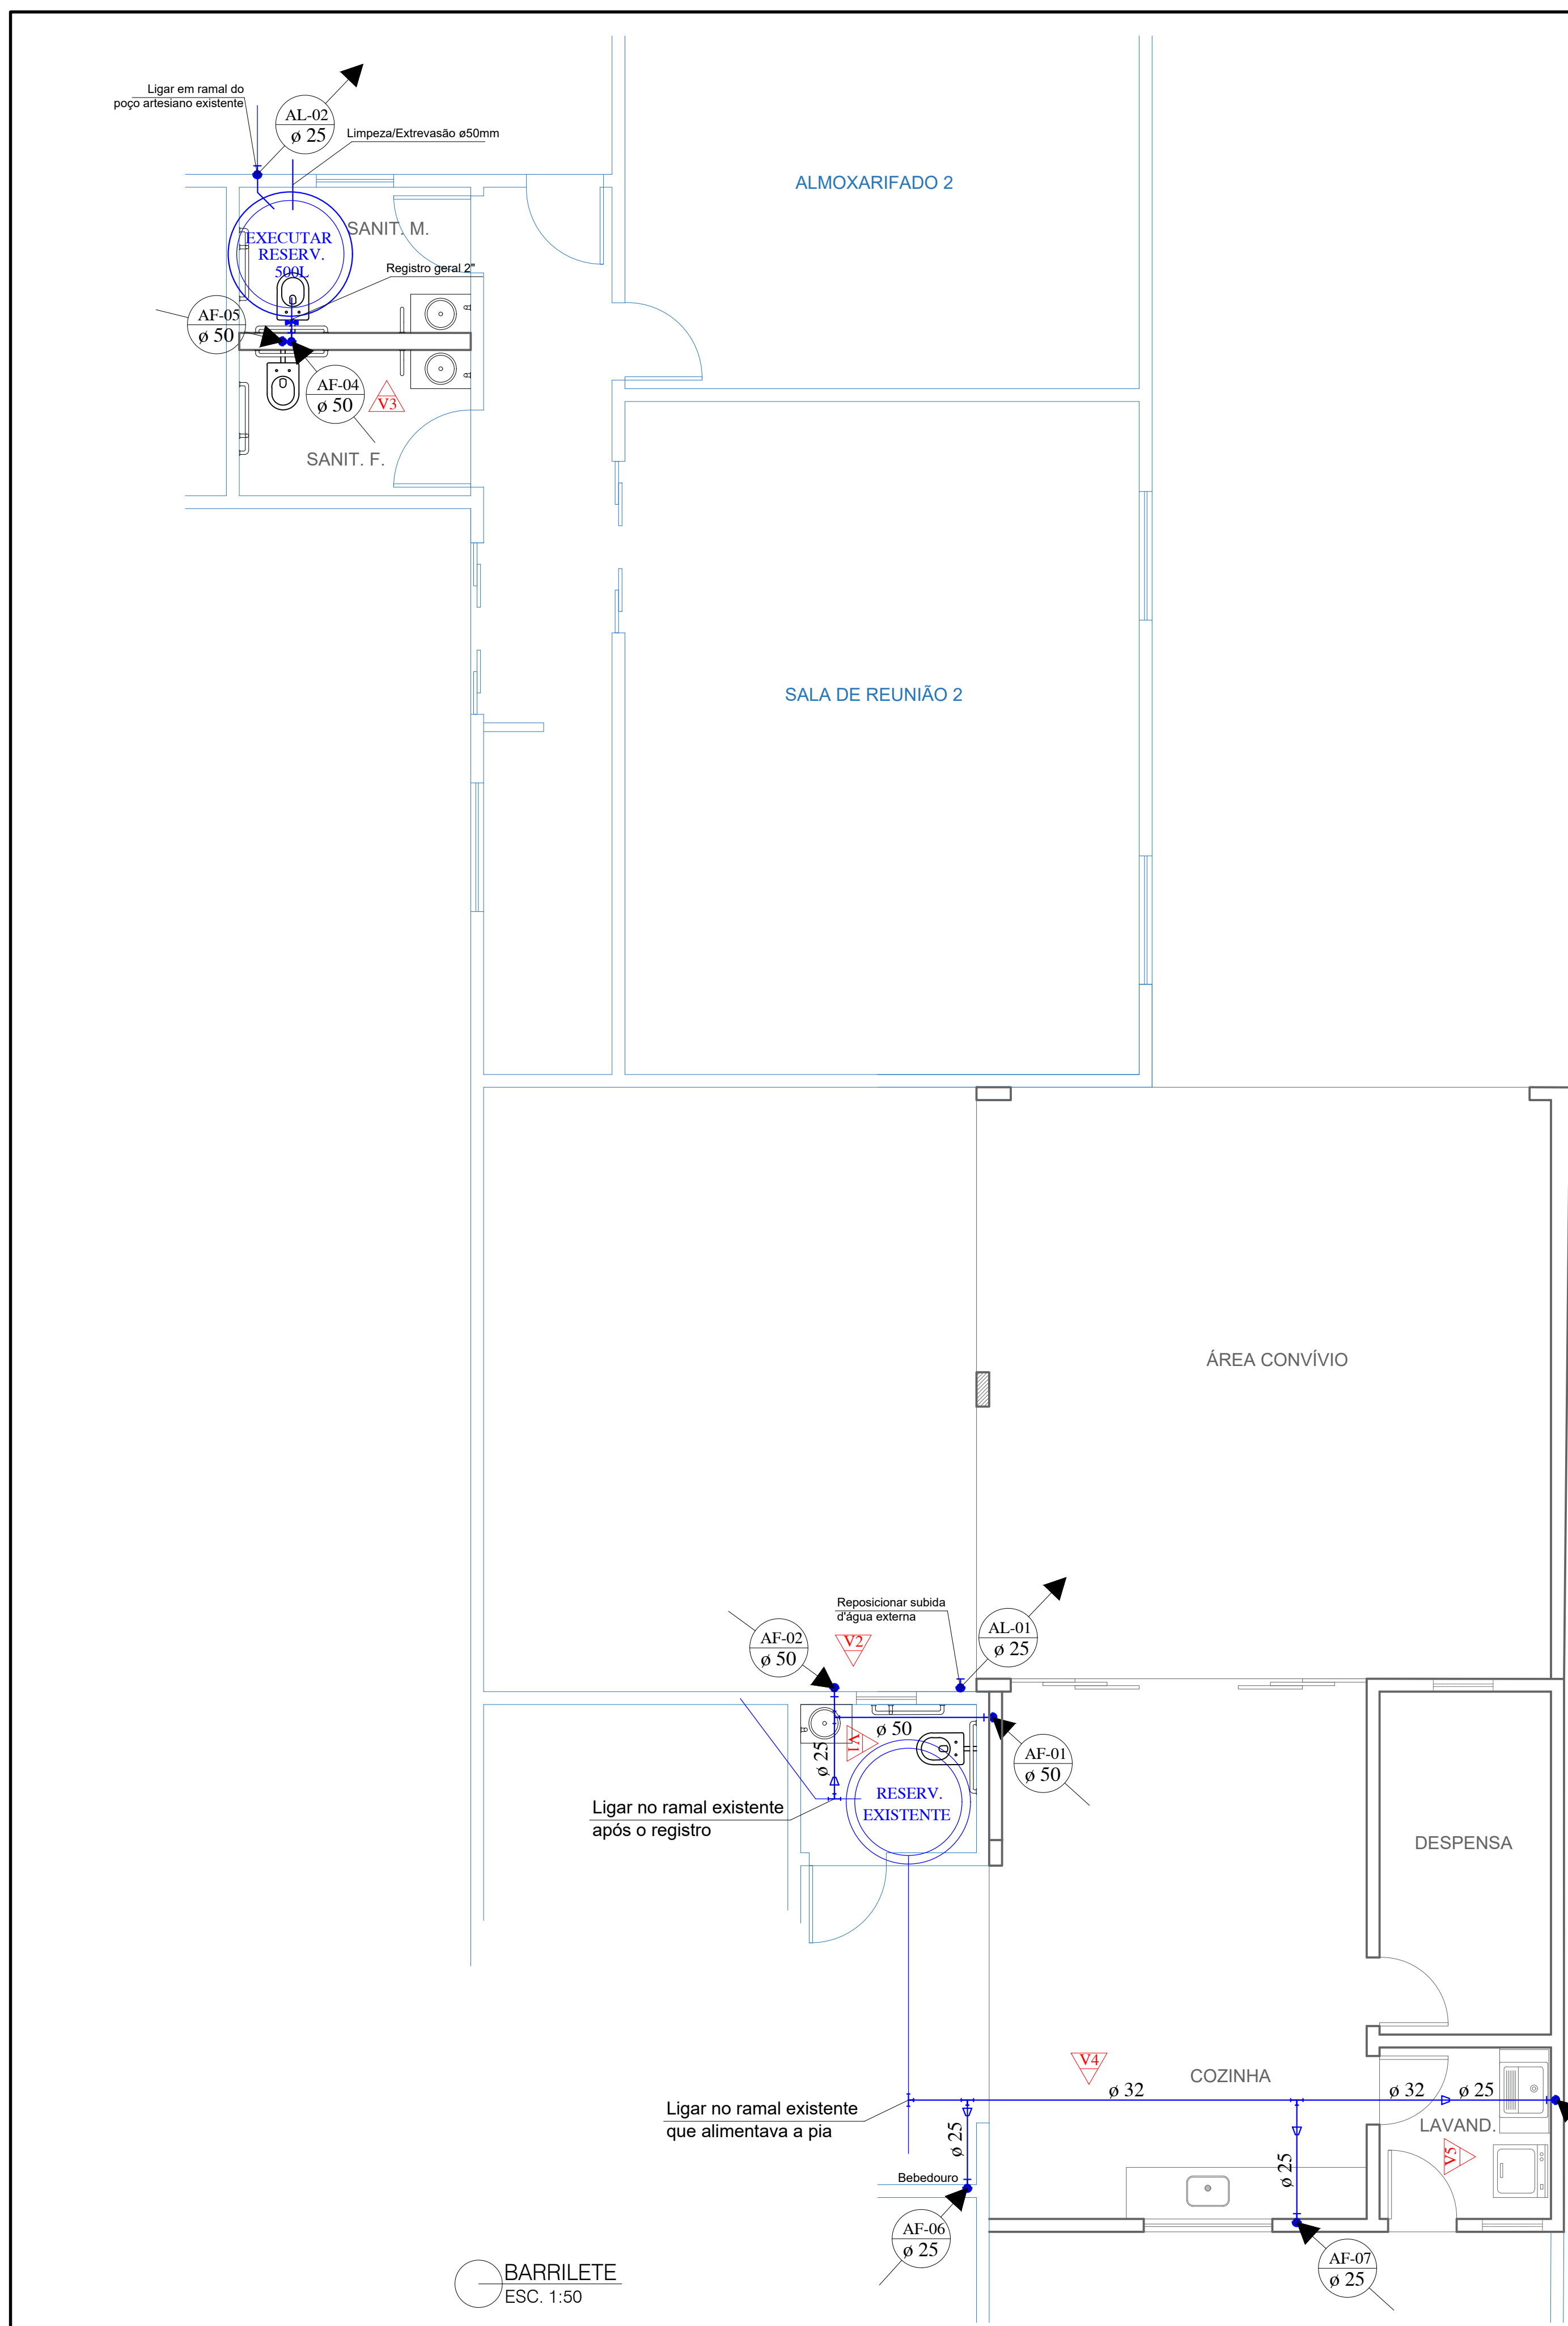 Ligar em ramal do
poço artesiano existente
AL-02
ø 25
Limpeza/Extrevasão ø50mm
ALMOXARIFADO 2
SANIT. M.
EXECUTAR
RESERV.
500L
Registro geral 2"
AF-05
ø 50
AF-04
ø 50
V3
SANIT. F.
SALA DE REUNIÃO 2
ÁREA CONVÍVIO
Reposicionar subida
d'água externa
AF-02
ø 50
V2
AL-01
ø 25
ø 50
V1
ø 25
AF-01
ø 50
RESERV.
EXISTENTE
Ligar no ramal existente
após o registro
DESPENSA
V4
COZINHA
ø 32
ø 32
ø 25
Ligar no ramal existente
que alimentava a pia
LAVAND.
ø 25
V5
ø 25
Bebedouro
AF-06
ø 25
AF-07
ø 25
BARRILETE
ESC. 1:50